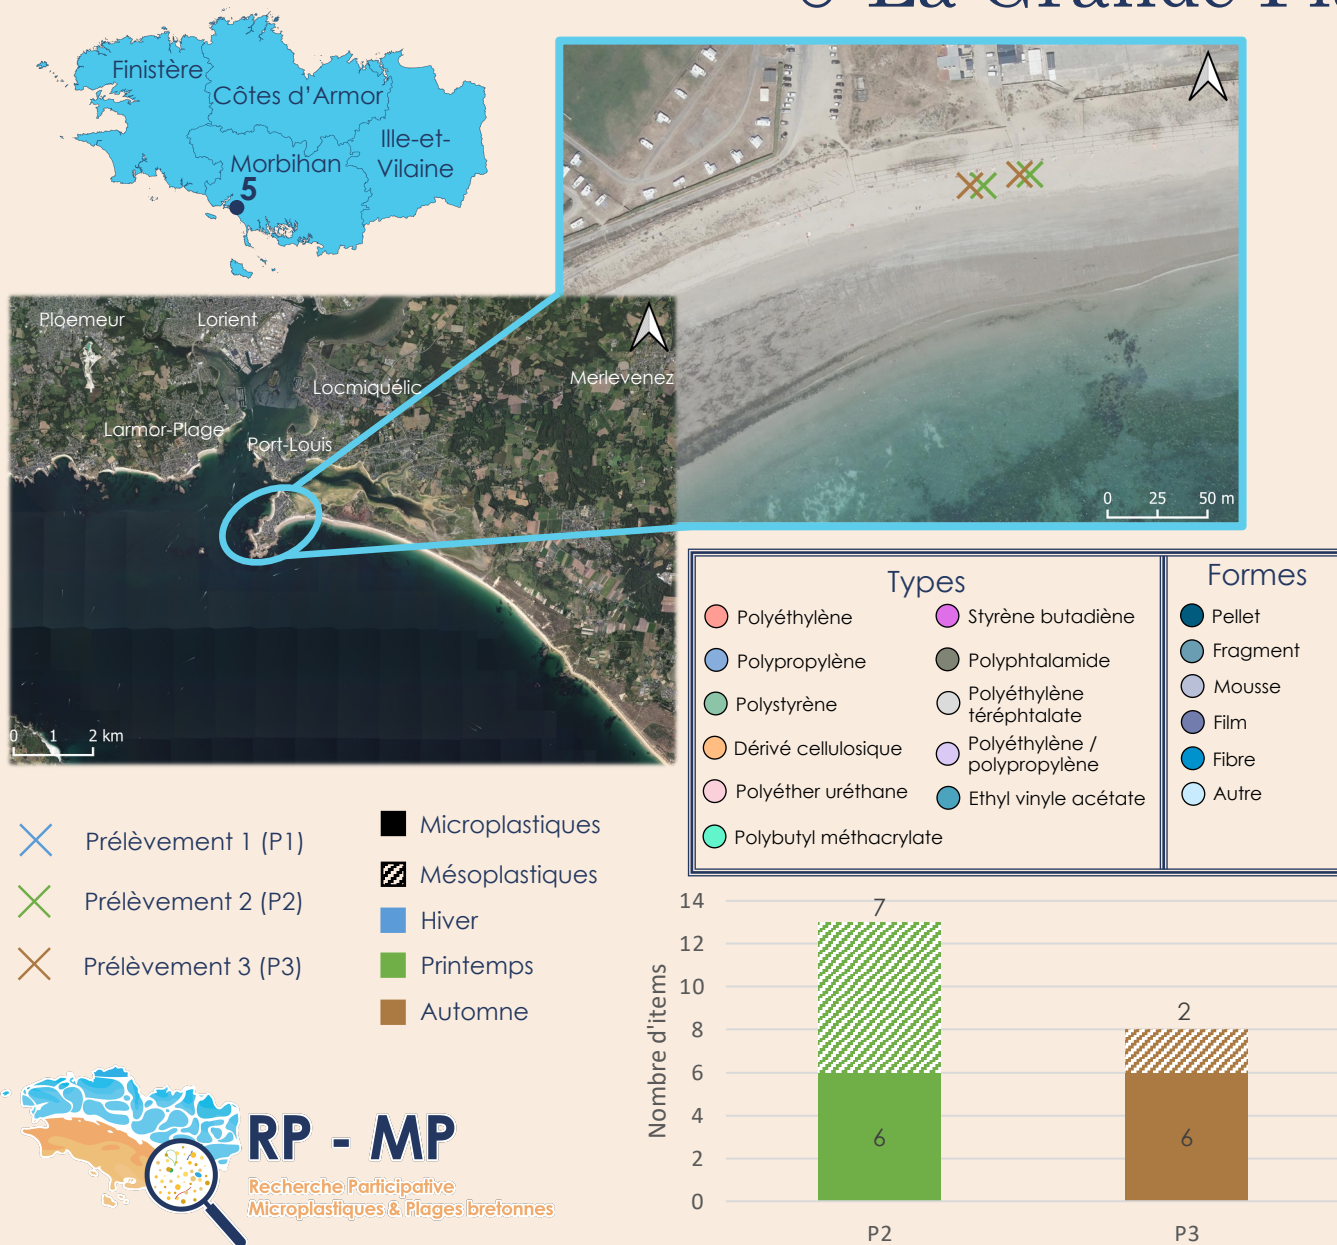 La Grande
Finistère
Côtes d'Armor
Ille-et-
Vilaine
Morbihan
5
Ploemeur
Lorient
Locmiquélic
Merlevenez
Larmor-Plage
Port-Louis
0 1 2 km
0 25 50 m
Types
Polyéthylène
Polypropylène
Polystyrène
Dérivé cellulosique
Polyéther uréthane
Polybutyl méthacrylate
Styrène butadiène
Polyphtalamide
Polyéthylène
téréphtalate
Polyéthylène /
polypropylène
Ethyl vinyle acétate
Formes
Pellet
Fragment
Mousse
Film
Fibre
Autre
Prélèvement 1 (P1)
Prélèvement 2 (P2)
Prélèvement 3 (P3)
Microplastiques
Mésoplastiques
Hiver
Printemps
Automne
Nombre d'items
14
12
10
8
6
4
2
0
7
6
2
6
P2
P3
RP - MP
Recherche Participative
Microplastiques & Plages bretonnes